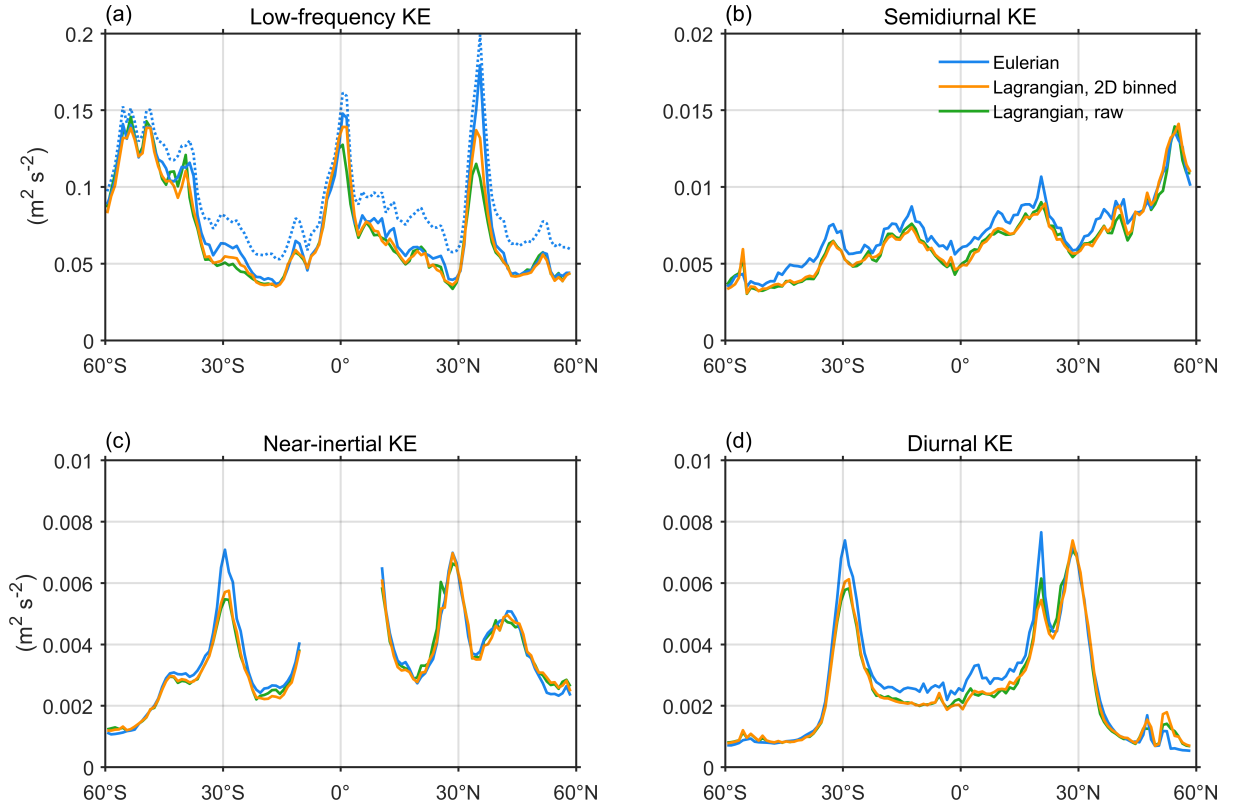 (a) Low-frequency KE
0.2
0.15
0.1
0.05
0
(m² s⁻²)
60°S 30°S 0° 30°N 60°N
(b) Semidiurnal KE
0.02
0.015
0.01
0.005
0
Eulerian
Lagrangian, 2D binned
Lagrangian, raw
60°S 30°S 0° 30°N 60°N
(c) Near-inertial KE
0.01
0.008
0.006
0.004
0.002
0
(m² s⁻²)
60°S 30°S 0° 30°N 60°N
(d) Diurnal KE
0.01
0.008
0.006
0.004
0.002
0
60°S 30°S 0° 30°N 60°N